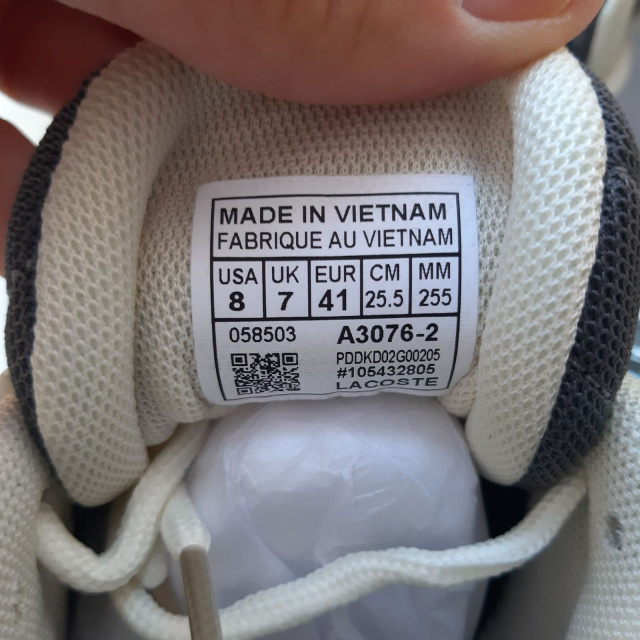 MADE IN VIETNAM
FABRIQUE AU VIETNAM
USA UK EUR CM MM
8 7 41 25.5 255
058503 A3076-2
PDDKD02G00205
#105432805
LACOSTE